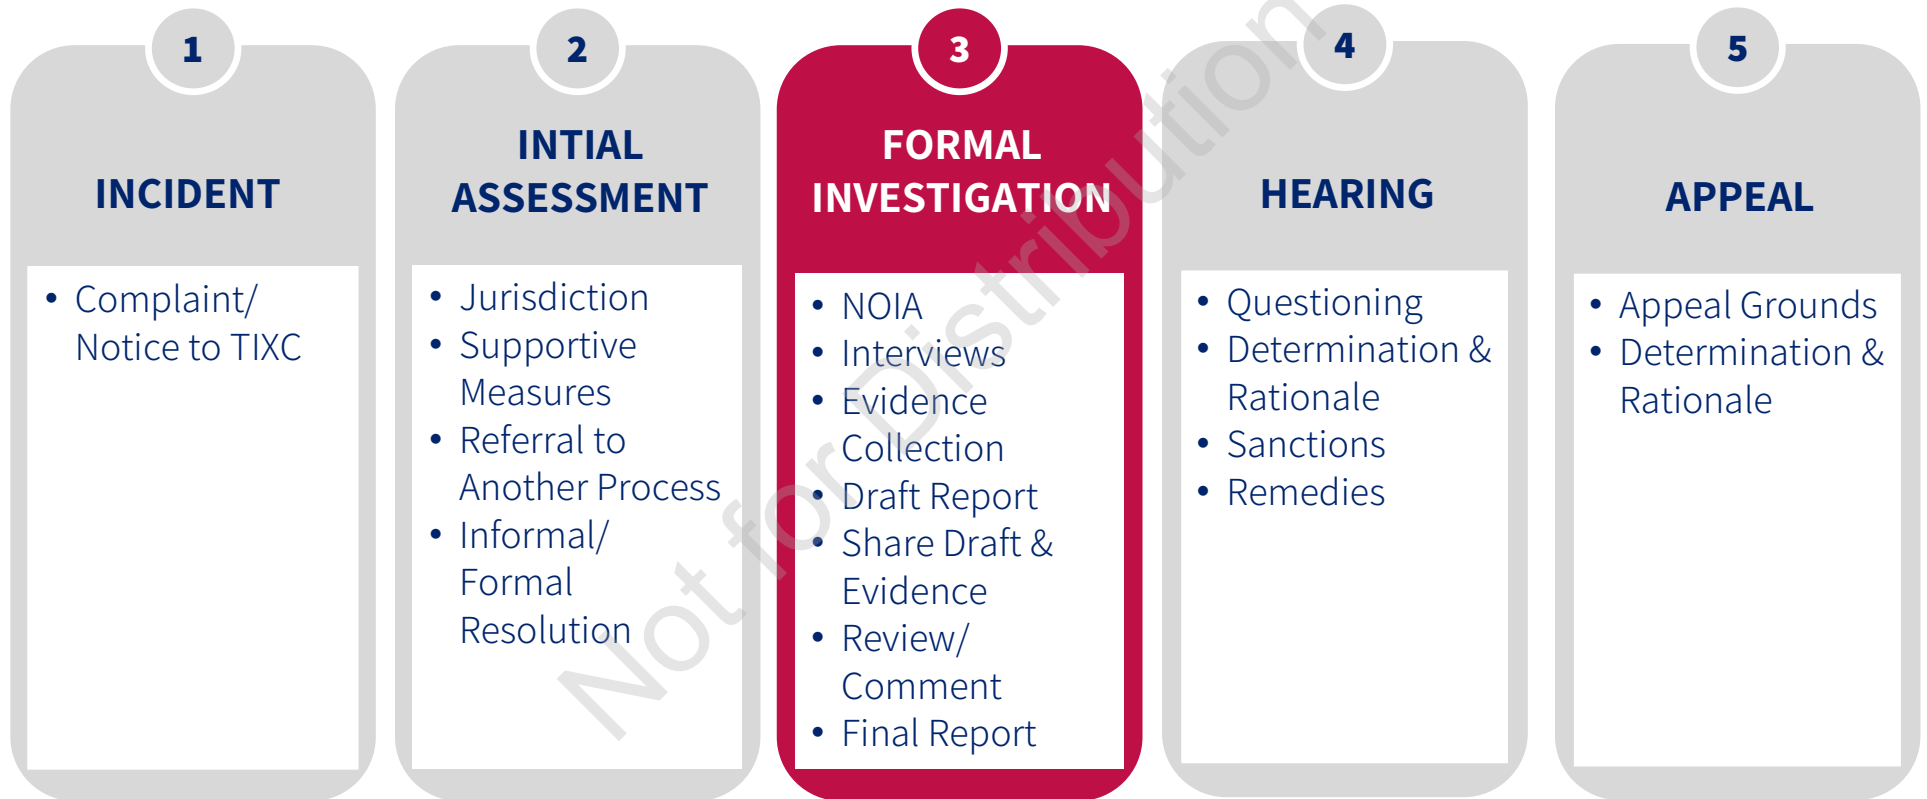 1
INCIDENT
• Complaint/
Notice to TIXC
2
INTIAL
ASSESSMENT
• Jurisdiction
• Supportive
Measures
• Referral to
Another Process
• Informal/
Formal
Resolution
3
FORMAL
INVESTIGATION
• NOIA
• Interviews
• Evidence
Collection
• Draft Report
• Share Draft &
Evidence
• Review/
Comment
• Final Report
4
HEARING
• Questioning
• Determination &
Rationale
• Sanctions
• Remedies
5
APPEAL
• Appeal Grounds
• Determination &
Rationale
Not for Distribution